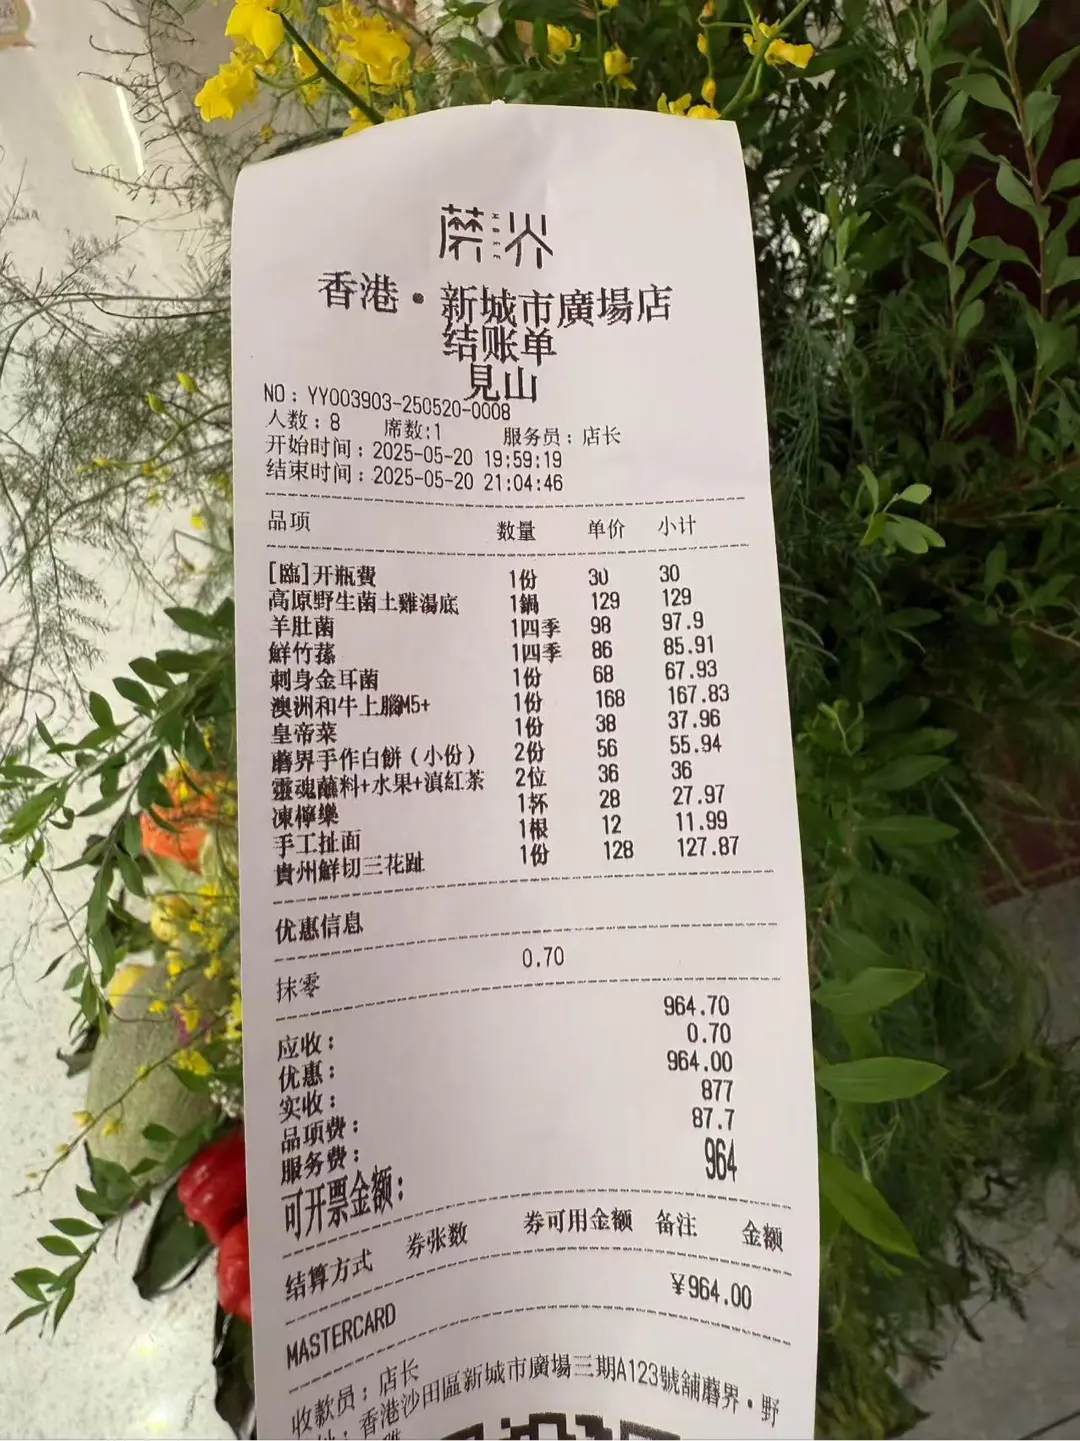 蘑界
香港·新城市廣場店
结账单
見山
NO：YY003903-250520-0008
人数：8 席数:1 服务员：店长
开始时间：2025-05-20 19:59:19
结束时间：2025-05-20 21:04:46
品项 数量 单价 小计
[臨]开瓶費 1份 30 30
高原野生菌土雞湯底 1鍋 129 129
羊肚菌 1四季 98 97.9
鮮竹蓀 1四季 86 85.91
刺身金耳菌 1份 68 67.93
澳洲和牛上腦M5+ 1份 168 167.83
皇帝菜 1份 38 37.96
蘑界手作白餅（小份） 2份 56 55.94
靈魂蘸料+水果+滇紅茶 2位 36 36
凍檸樂 1杯 28 27.97
手工扯面 1根 12 11.99
貴州鮮切三花趾 1份 128 127.87
优惠信息
抹零 0.70
应收： 964.70
优惠： 0.70
实收： 964.00
品项费： 877
服务费： 87.7
可开票金额： 964
结算方式 券张数 券可用金额 备注 金额
MASTERCARD ¥964.00
收款员：店长
香港沙田區新城市廣場三期A123號舖蘑界·野